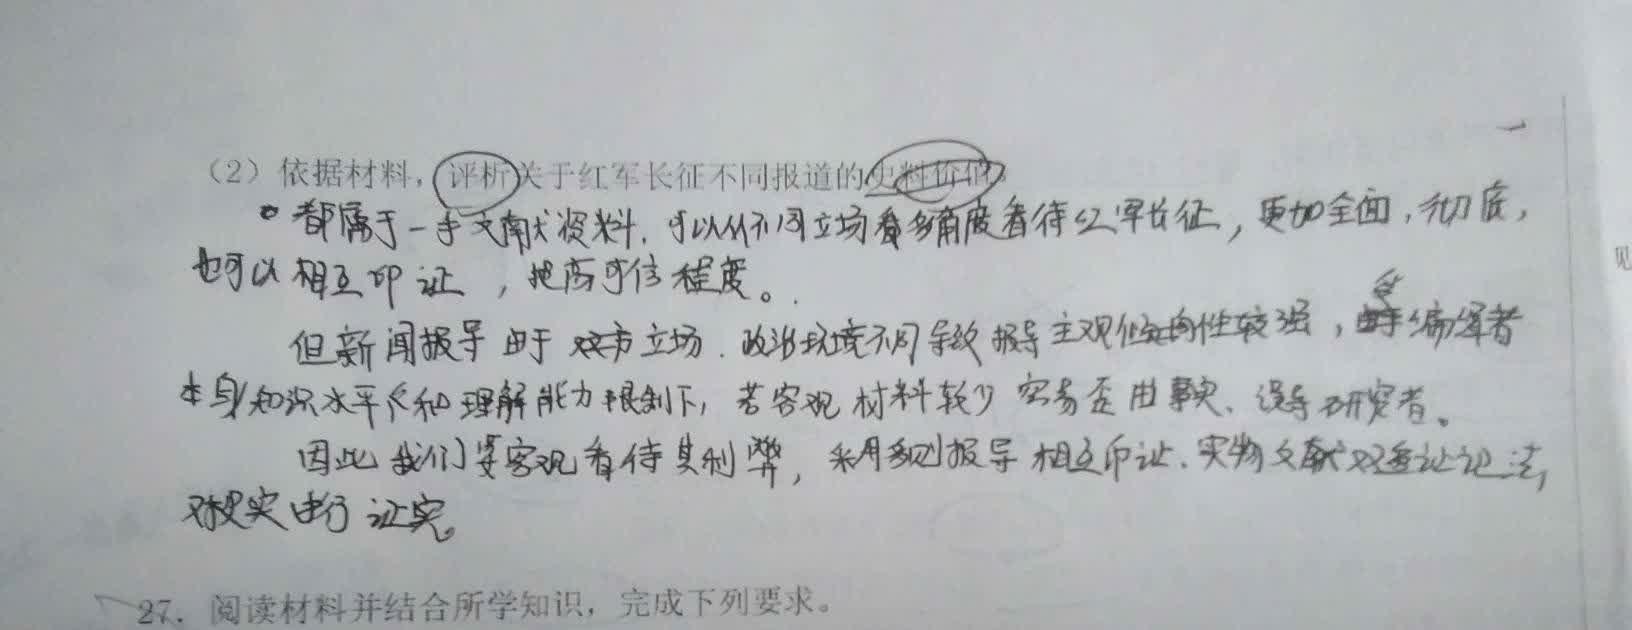 （2）依据材料，评析关于红军长征不同报道的史料价值
都属于一手文献资料，可以从不同立场看多角度看待红军长征，更加全面，彻底，
也可以相互印证，提高可信程度。
但新闻报导由于双方立场．政治环境不同导致报导主观倾向性较强，编译者
本身知识水平和理解能力限制下，若客观材料较少容易歪曲事实、误导研究者。
因此我们要客观看待其利弊，采用多则报导相互印证、实物文献双重证记法，
对史实进行证实。
27．阅读材料并结合所学知识，完成下列要求。
见